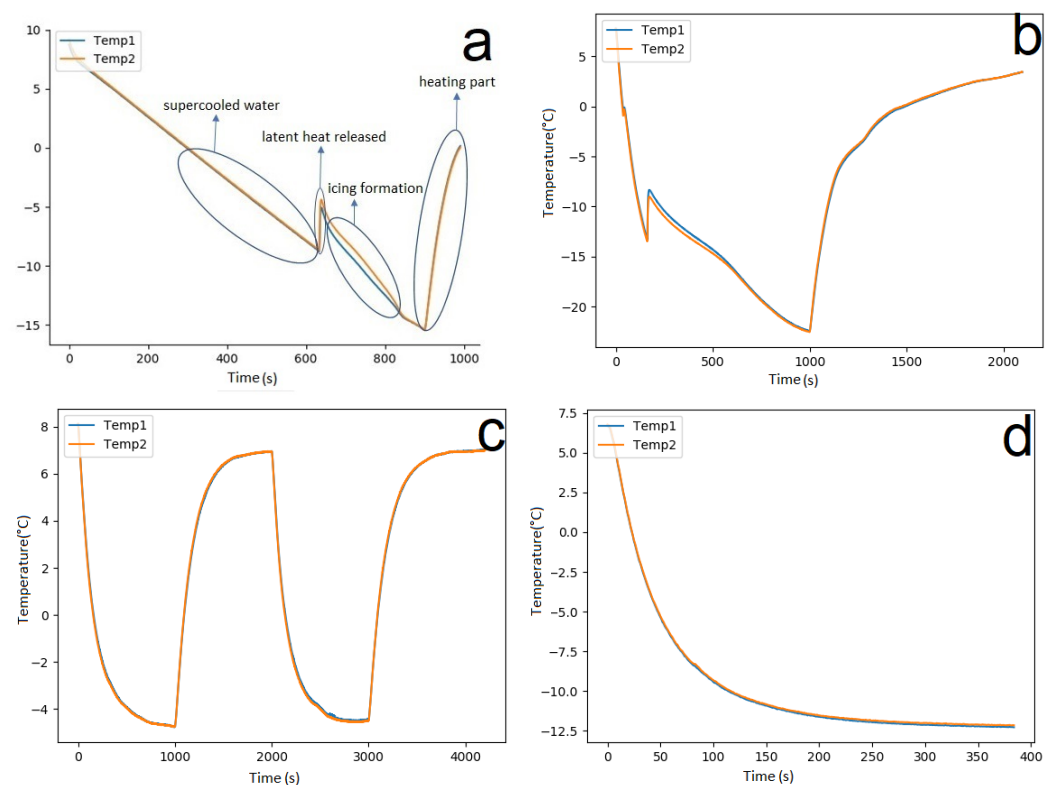 a
10
Temp1
Temp2
5
0
−5
−10
−15
supercooled water
latent heat released
icing formation
heating part
0
200
400
600
800
1000
Time (s)
b
Temp1
Temp2
Temperature(°C)
5
0
−5
−10
−15
−20
0
500
1000
1500
2000
Time (s)
c
Temp1
Temp2
Temperature(°C)
8
6
4
2
0
−2
−4
0
1000
2000
3000
4000
Time (s)
d
Temp1
Temp2
Temperature(°C)
7.5
5.0
2.5
0.0
−2.5
−5.0
−7.5
−10.0
−12.5
0
50
100
150
200
250
300
350
400
Time (s)